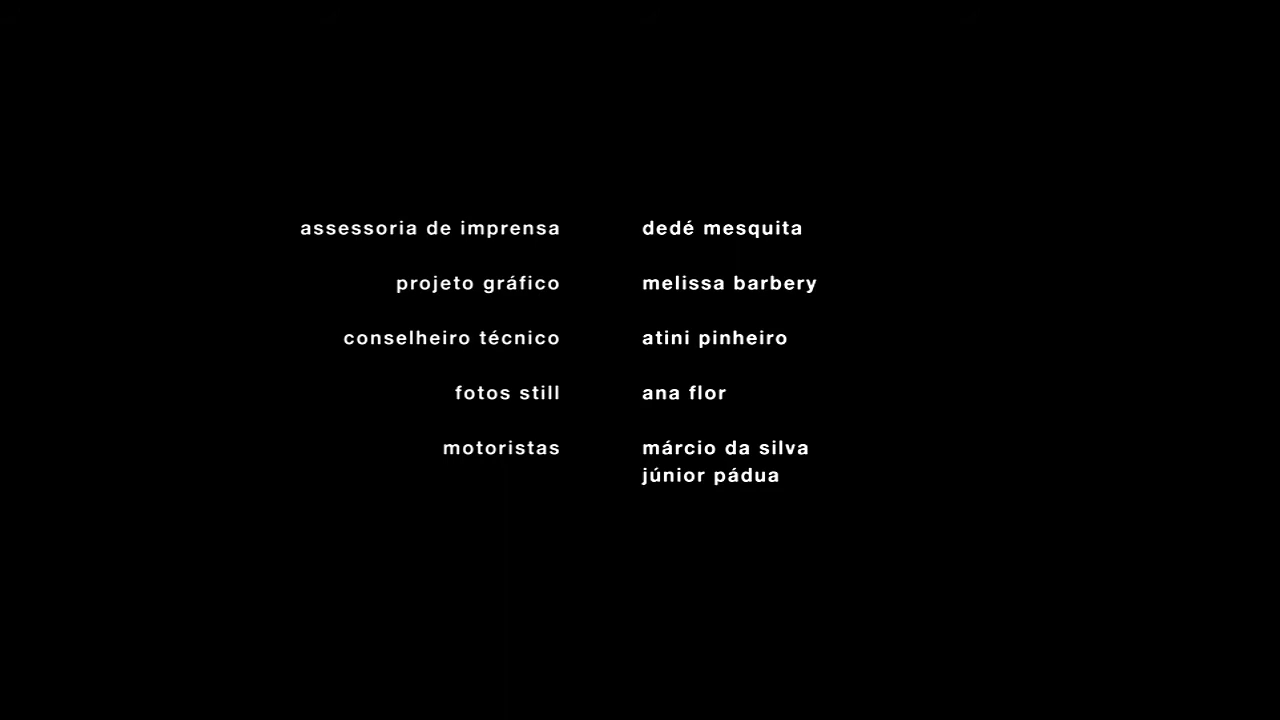 assessoria de imprensa dedé mesquita
projeto gráfico melissa barbery
conselheiro técnico atini pinheiro
fotos still ana flor
motoristas márcio da silva
júnior pádua